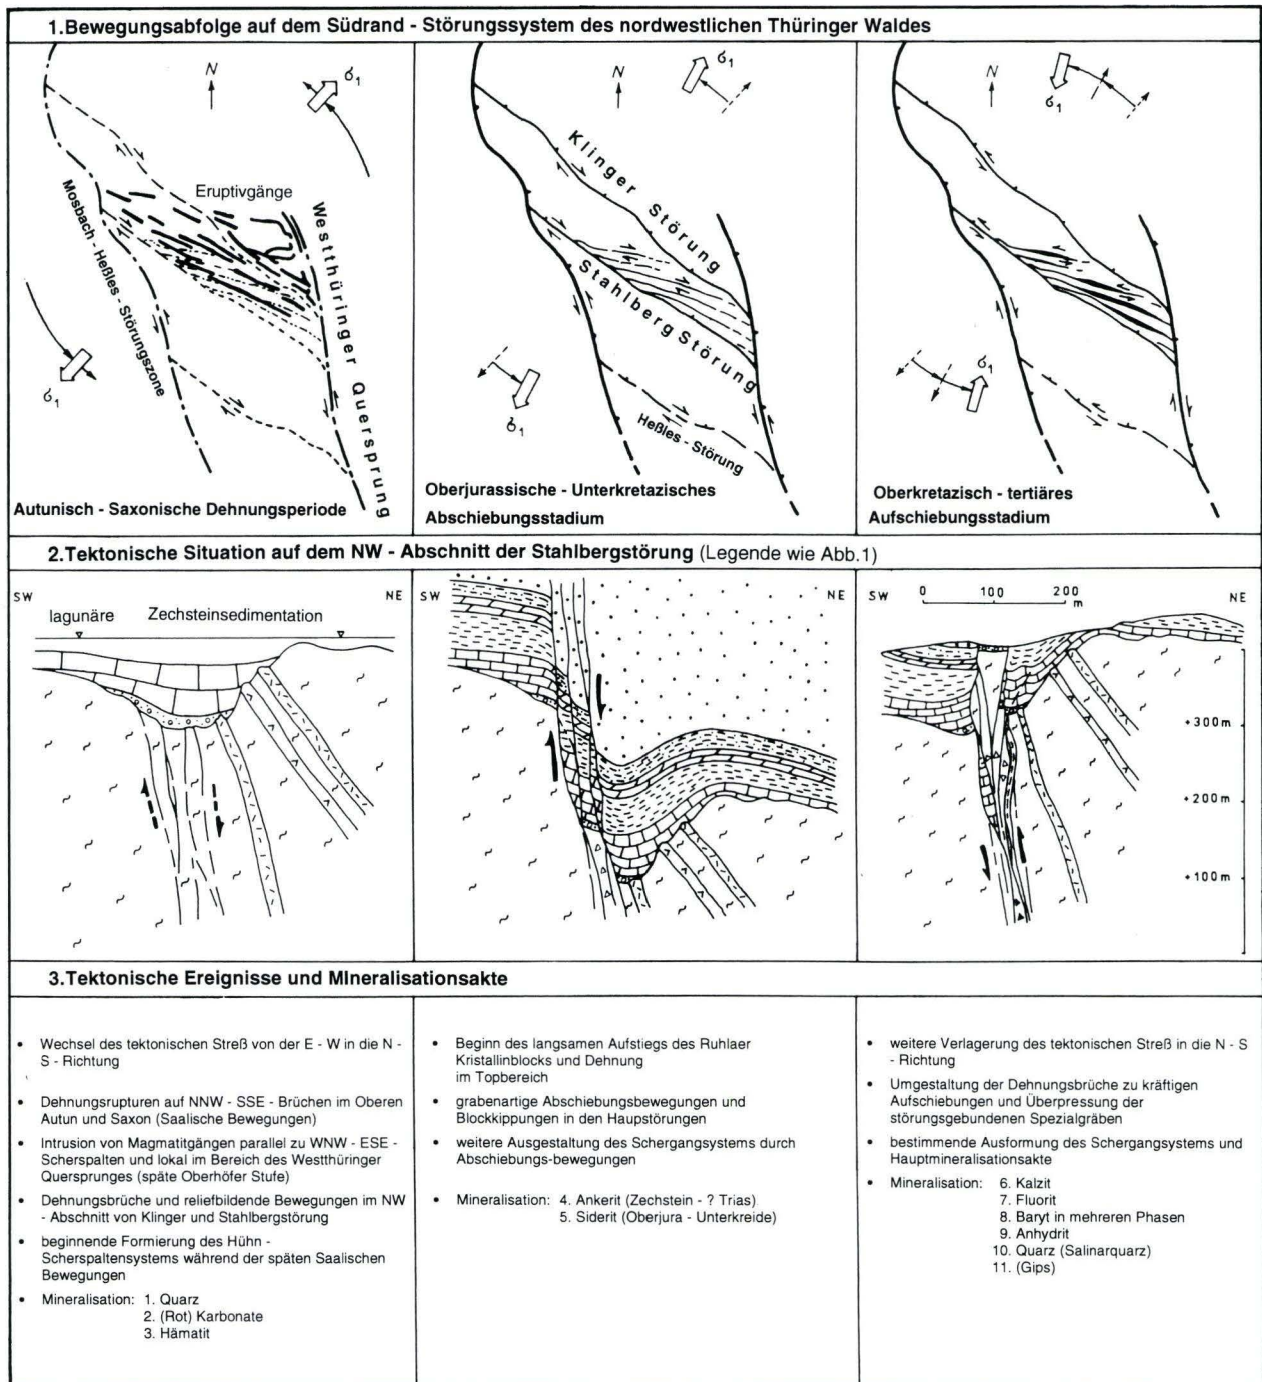 1.Bewegungsabfolge auf dem Südrand - Störungssystem des nordwestlichen Thüringer Waldes
N
σ1
Eruptivgänge
Mosbach - Heßles - Störungszone
Westthüringer Quersprung
σ1
Autunisch - Saxonische Dehnungsperiode
N
σ1
Klinger Störung
Stahlberg Störung
Heßles - Störung
σ1
Oberjurassische - Unterkretazisches
Abschiebungsstadium
N
σ1
σ1
Oberkretazisch - tertiäres
Aufschiebungsstadium
2.Tektonische Situation auf dem NW - Abschnitt der Stahlbergstörung (Legende wie Abb.1)
SW
NE
lagunäre Zechsteinsedimentation
SW
NE
SW
0 100 200
m
NE
+300m
+200m
+100m
3.Tektonische Ereignisse und MIneralisationsakte
• Wechsel des tektonischen Streß von der E - W in die N -
S - Richtung
• Dehnungsrupturen auf NNW - SSE - Brüchen im Oberen
Autun und Saxon (Saalische Bewegungen)
• Intrusion von Magmatitgängen parallel zu WNW - ESE -
Scherspalten und lokal im Bereich des Westthüringer
Quersprunges (späte Oberhöfer Stufe)
• Dehnungsbrüche und reliefbildende Bewegungen im NW
- Abschnitt von Klinger und Stahlbergstörung
• beginnende Formierung des Hühn -
Scherspaltensystems während der späten Saalischen
Bewegungen
• Mineralisation: 1. Quarz
2. (Rot) Karbonate
3. Hämatit
• Beginn des langsamen Aufstiegs des Ruhlaer
Kristallinblocks und Dehnung
im Topbereich
• grabenartige Abschiebungsbewegungen und
Blockkippungen in den Haupstörungen
• weitere Ausgestaltung des Schergangsystems durch
Abschiebungs-bewegungen
• Mineralisation: 4. Ankerit (Zechstein - ? Trias)
5. Siderit (Oberjura - Unterkreide)
• weitere Verlagerung des tektonischen Streß in die N - S
- Richtung
• Umgestaltung der Dehnungsbrüche zu kräftigen
Aufschiebungen und Überpressung der
störungsgebundenen Spezialgräben
• bestimmende Ausformung des Schergangsystems und
Hauptmineralisationsakte
• Mineralisation: 6. Kalzit
7. Fluorit
8. Baryt in mehreren Phasen
9. Anhydrit
10. Quarz (Salinarquarz)
11. (Gips)